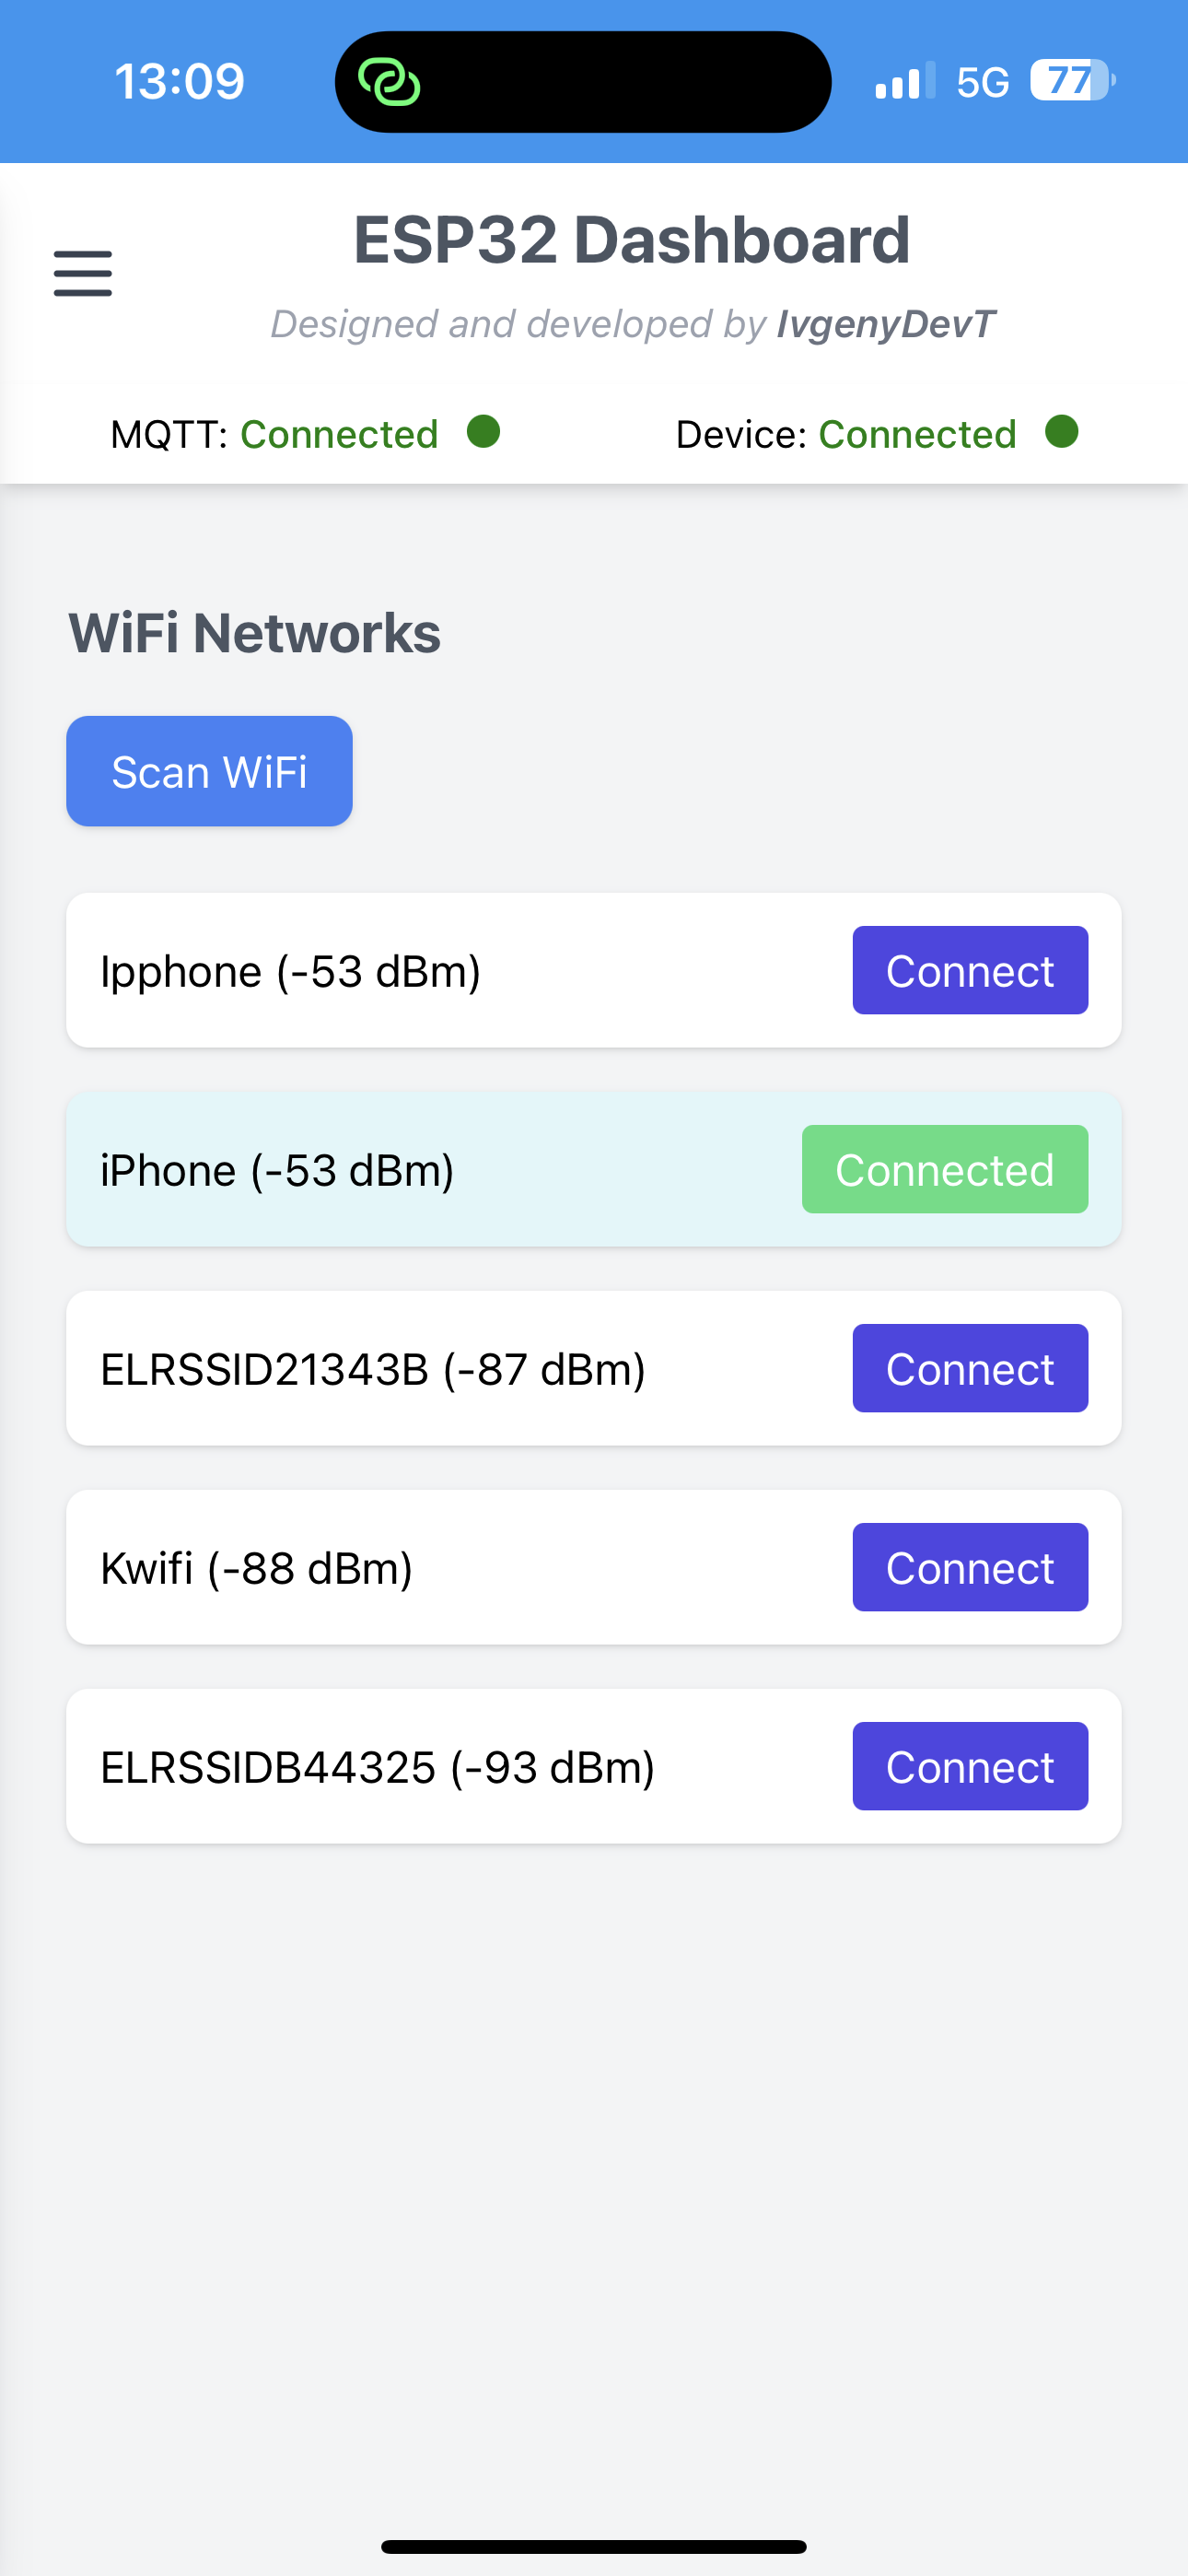 13:09
5G 77
ESP32 Dashboard
Designed and developed by IvgenyDevT
MQTT: Connected
Device: Connected
WiFi Networks
Scan WiFi
Ipphone (-53 dBm) Connect
iPhone (-53 dBm) Connected
ELRSSID21343B (-87 dBm) Connect
Kwifi (-88 dBm) Connect
ELRSSIDB44325 (-93 dBm) Connect